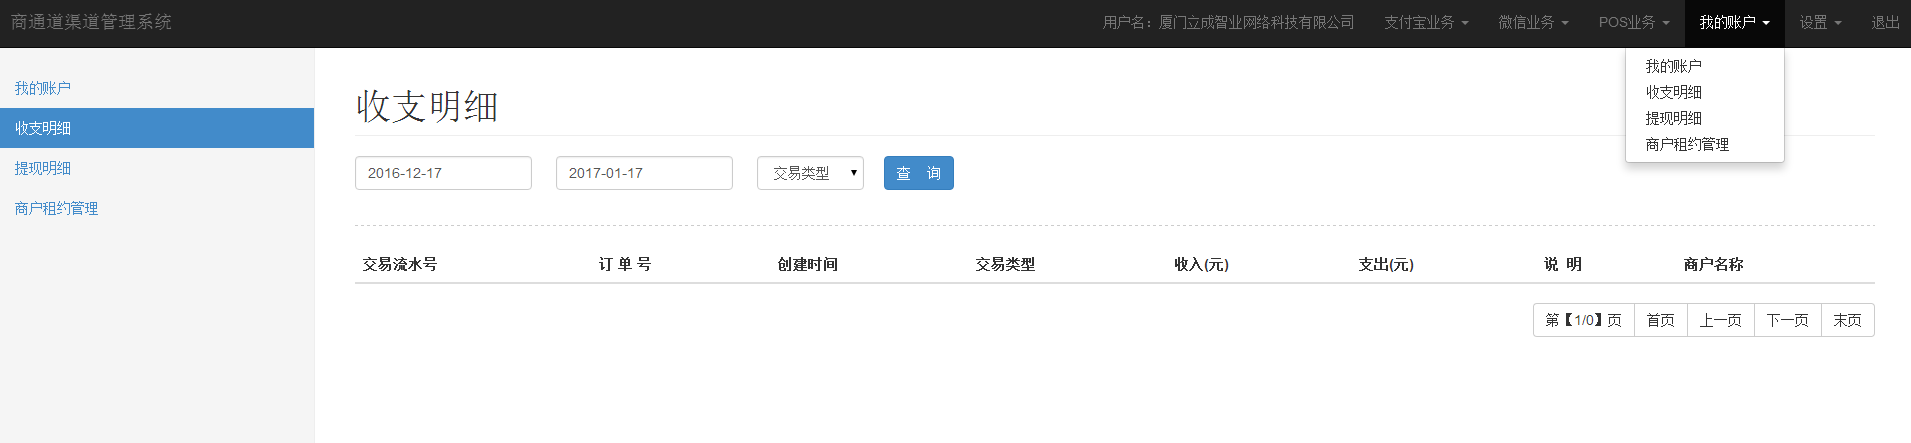 商通道渠道管理系统 用户名：厦门立成智业网络科技有限公司 支付宝业务 微信业务 POS业务 我的账户 设置 退出
我的账户
收支明细
提现明细
商户租约管理
我的账户
收支明细
提现明细
商户租约管理
收支明细
2016-12-17 2017-01-17 交易类型 查 询
交易流水号 订 单 号 创建时间 交易类型 收入(元) 支出(元) 说 明 商户名称
第【1/0】页 首页 上一页 下一页 末页